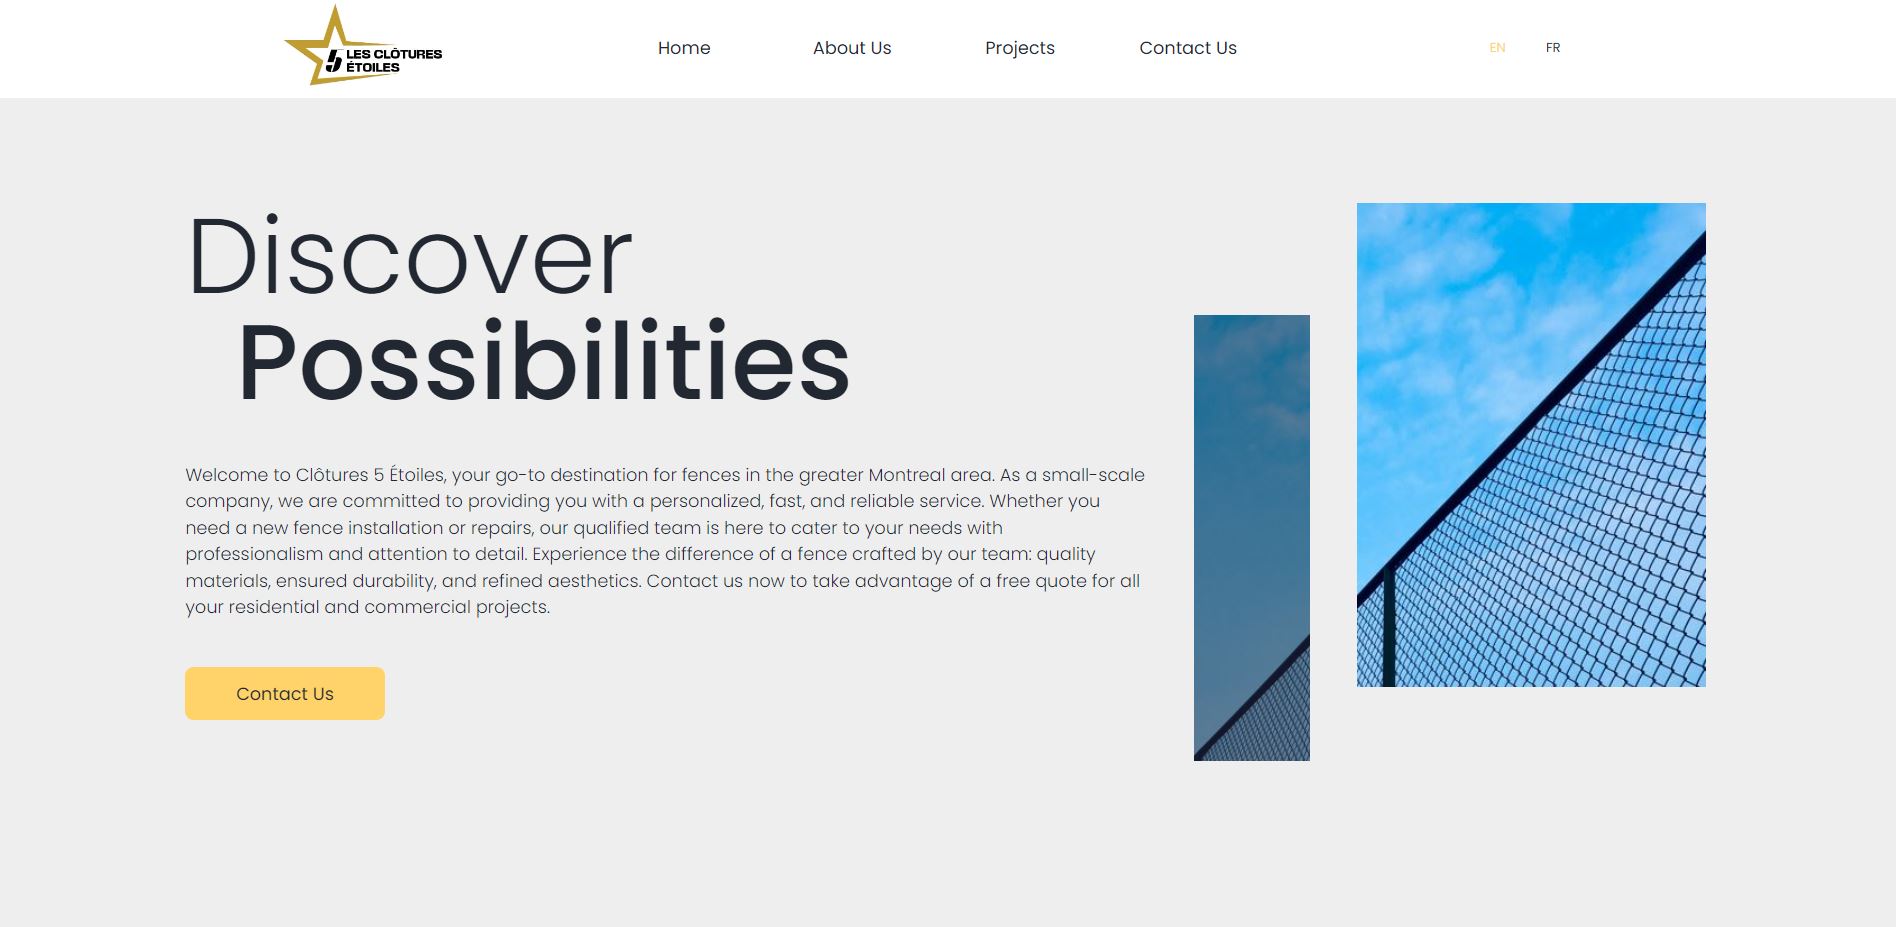 5 LES CLÔTURES
ÉTOILES
Home About Us Projects Contact Us EN FR
Discover
Possibilities
Welcome to Clôtures 5 Étoiles, your go-to destination for fences in the greater Montreal area. As a small-scale
company, we are committed to providing you with a personalized, fast, and reliable service. Whether you
need a new fence installation or repairs, our qualified team is here to cater to your needs with
professionalism and attention to detail. Experience the difference of a fence crafted by our team: quality
materials, ensured durability, and refined aesthetics. Contact us now to take advantage of a free quote for all
your residential and commercial projects.
Contact Us